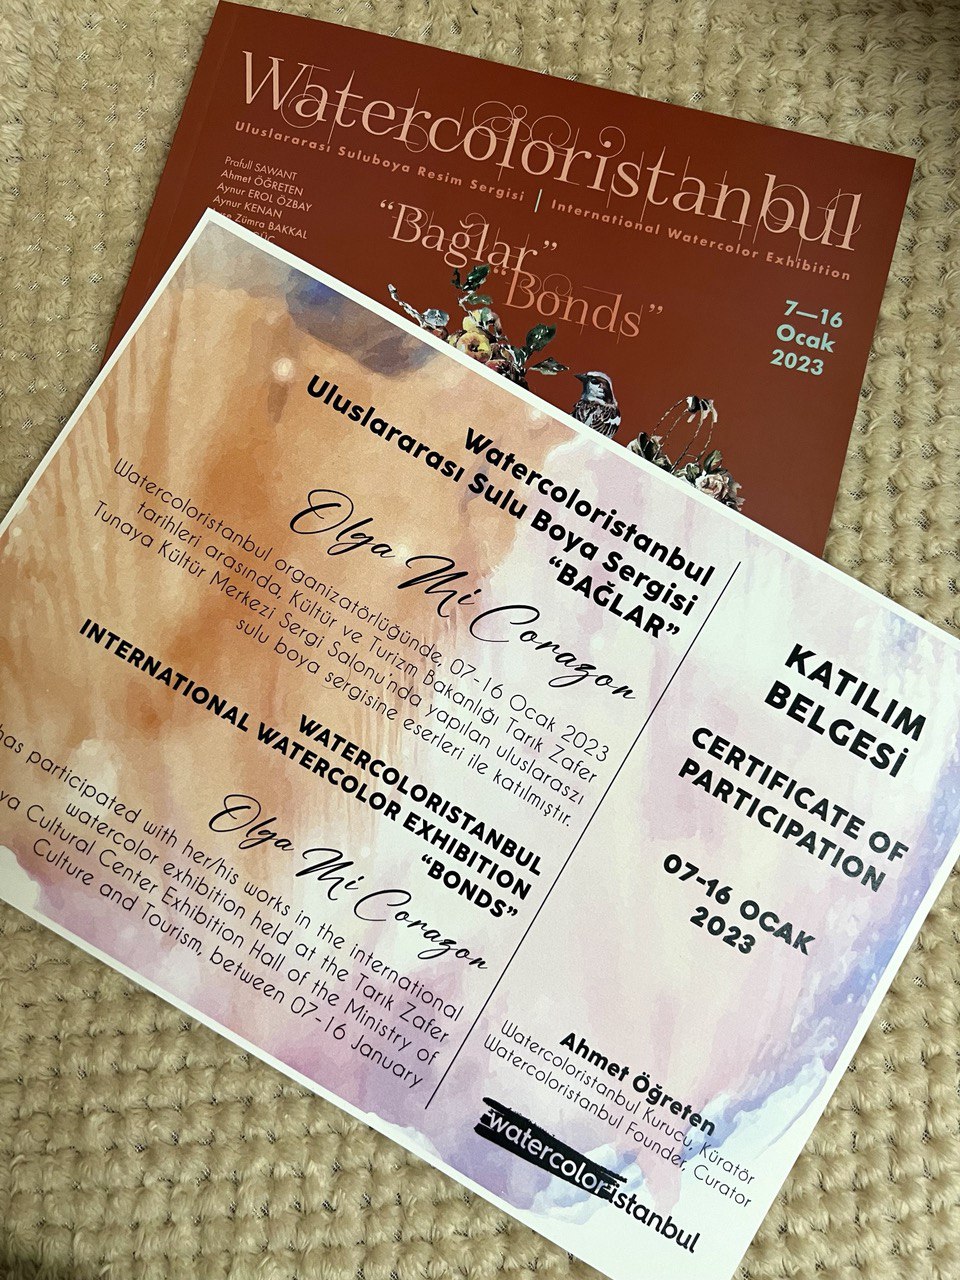 Watercoloristanbul
Uluslararası Suluboya Resim Sergisi | International Watercolor Exhibition
Prafull SAWANT
Ahmet ÖĞRETEN
Aynur EROL ÖZBAY
Aynur KENAN
Zümra BAKKAL
“Bağlar”
“Bonds”
7—16
Ocak
2023
Watercoloristanbul
Uluslararası Sulu Boya Sergisi
“BAĞLAR”
Olga Mi Corazon
Watercoloristanbul organizatörlüğünde, 07-16 Ocak 2023
tarihleri arasında, Kültür ve Turizm Bakanlığı Tarık Zafer
Tunaya Kültür Merkezi Sergi Salonu'nda yapılan uluslaraszı
sulu boya sergisine eserleri ile katılmıştır.
WATERCOLORISTANBUL
INTERNATIONAL WATERCOLOR EXHIBITION
“BONDS”
Olga Mi Corazon
has participated with her/his works in the international
watercolor exhibition held at the Tarık Zafer
Cultural Center Exhibition Hall of the Ministry of
Culture and Tourism, between 07-16 January
KATILIM
BELGESİ
CERTIFICATE OF
PARTICIPATION
07-16 OCAK
2023
Ahmet Öğreten
Watercoloristanbul Kurucu, Küratör
Watercoloristanbul Founder, Curator
watercoloristanbul